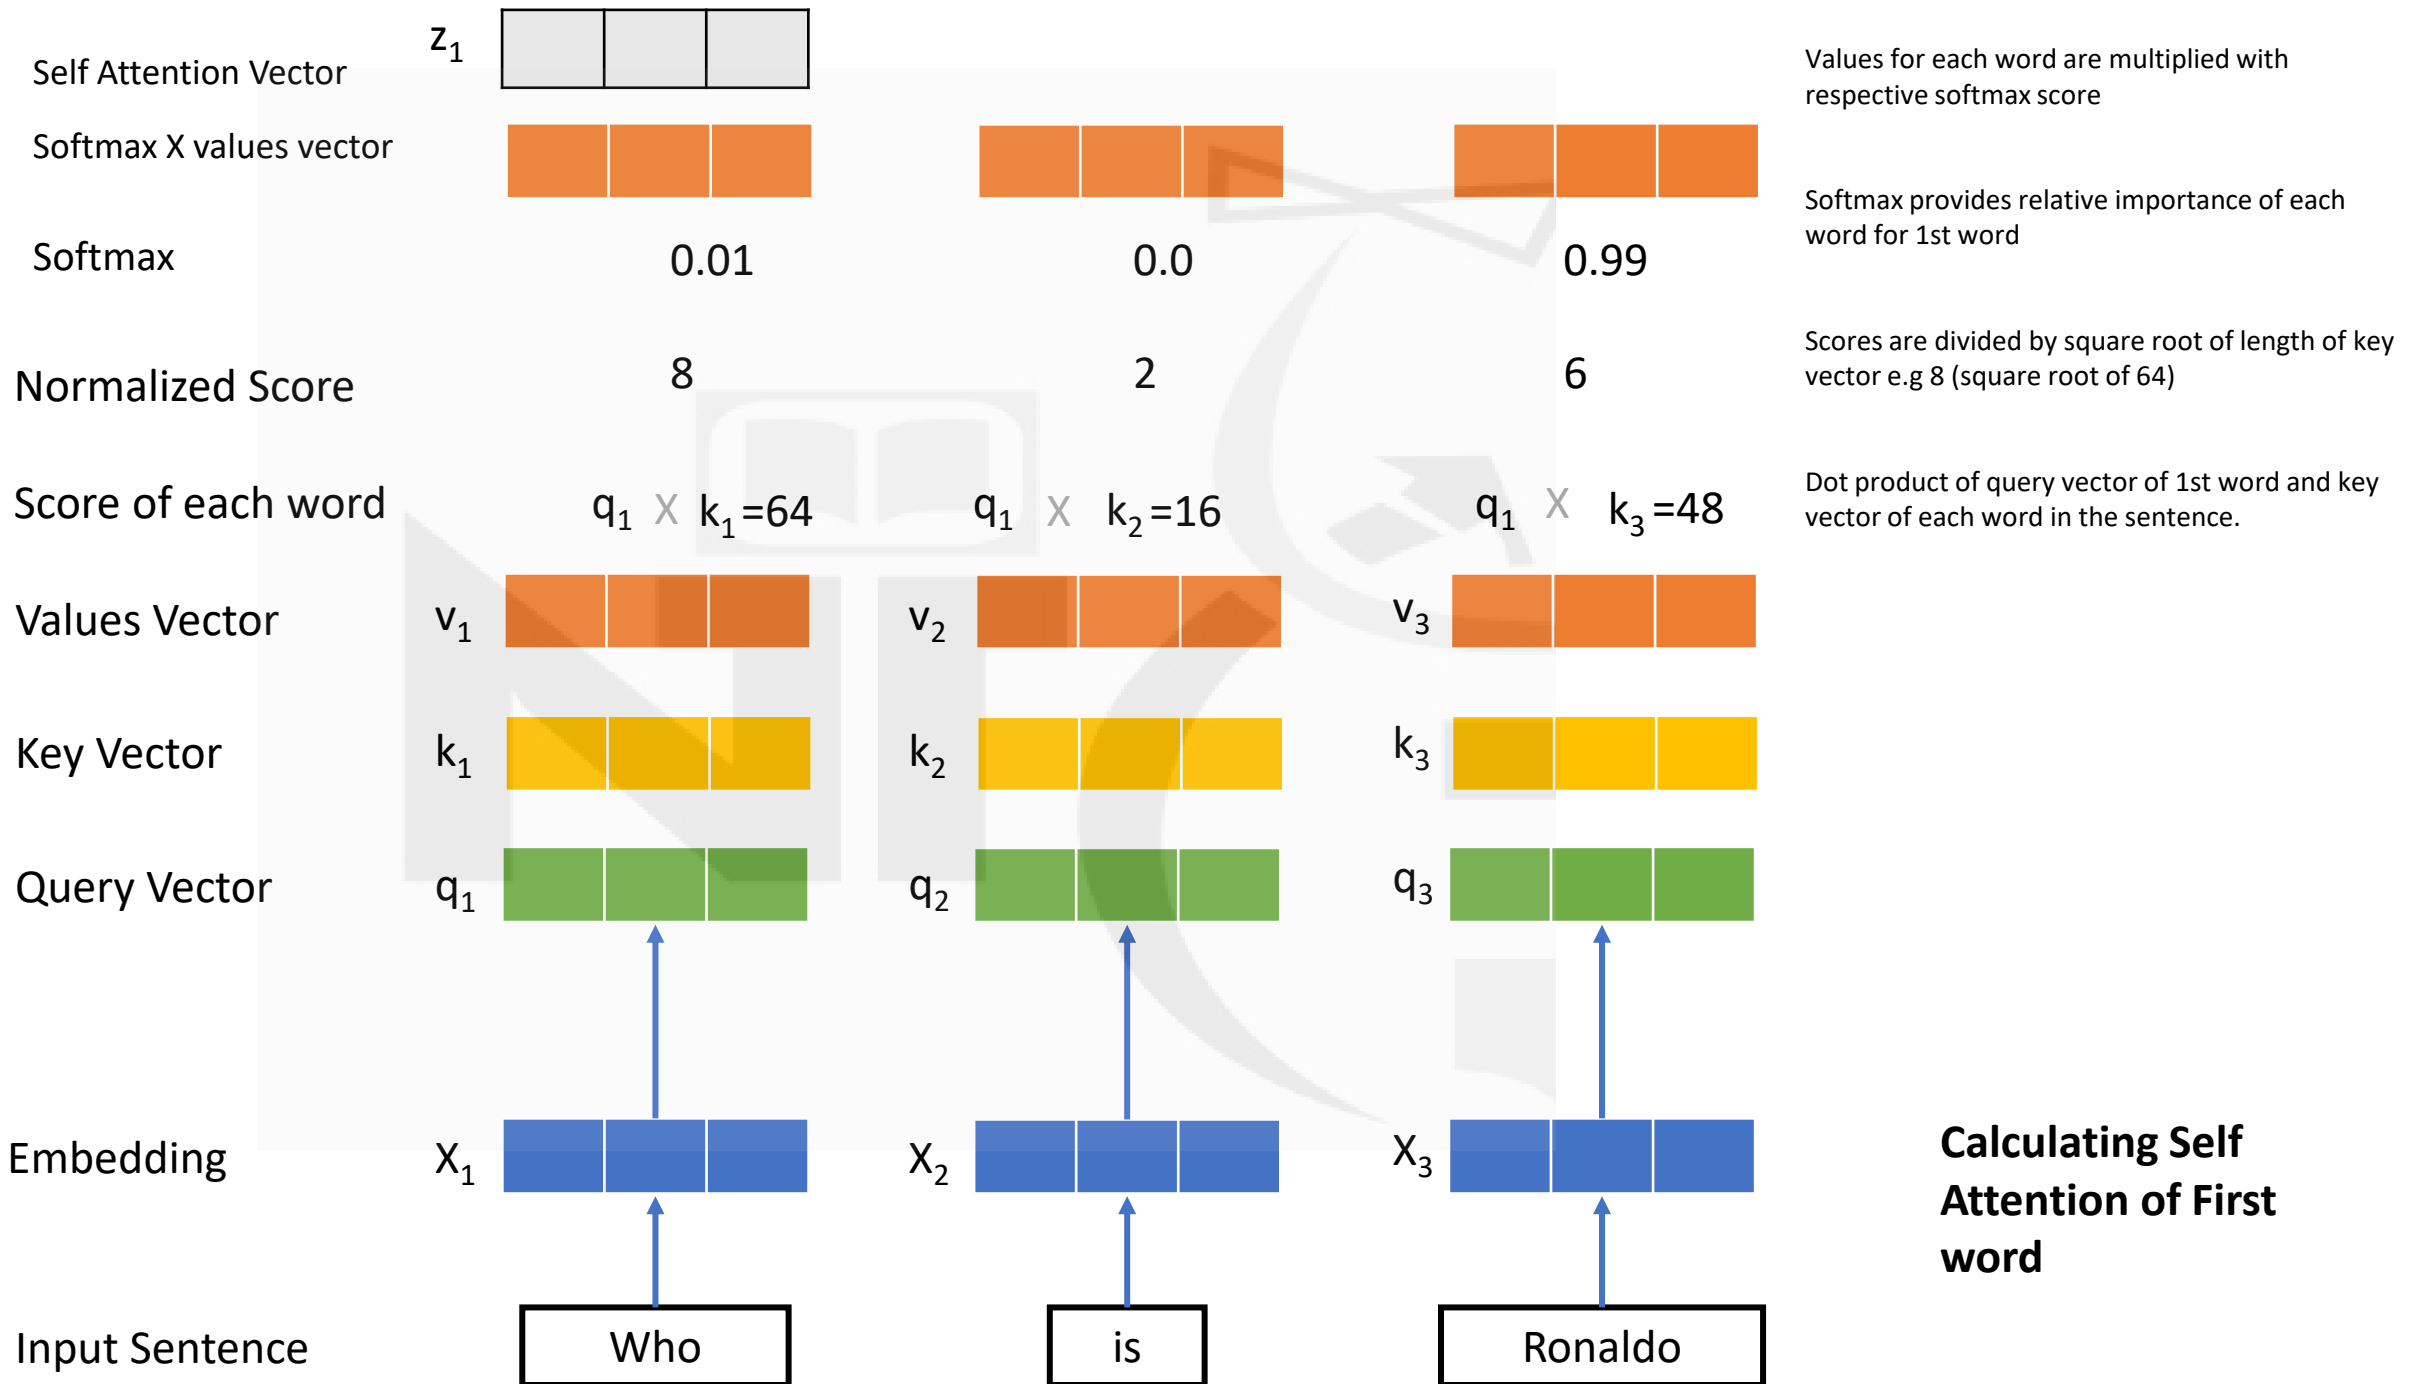 z₁
Self Attention Vector
Values for each word are multiplied with
respective softmax score
Softmax X values vector
Softmax provides relative importance of each
word for 1st word
Softmax 0.01 0.0 0.99
Scores are divided by square root of length of key
vector e.g 8 (square root of 64)
Normalized Score 8 2 6
Score of each word q₁ X k₁=64 q₁ X k₂=16 q₁ X k₃=48
Dot product of query vector of 1st word and key
vector of each word in the sentence.
Values Vector v₁ v₂ v₃
Key Vector k₁ k₂ k₃
Query Vector q₁ q₂ q₃
Embedding X₁ X₂ X₃
Calculating Self
Attention of First
word
Input Sentence Who is Ronaldo